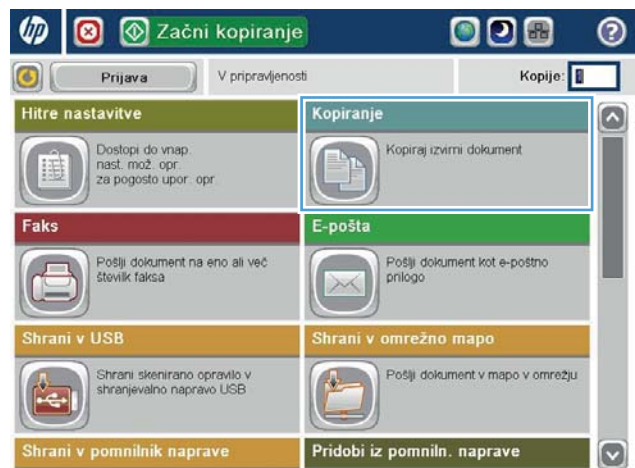 hp
Začni kopiranje
?
Prijava
V pripravljenosti
Kopije:
Hitre nastavitve
Dostopi do vnap.
nast. mož. opr.
za pogosto upor. opr.
Kopiranje
Kopiraj izvirni dokument
Faks
Pošlji dokument na eno ali več
številk faksa
E-pošta
Pošlji dokument kot e-poštno
prilogo
Shrani v USB
Shrani skenirano opravilo v
shranjevalno napravo USB
Shrani v omrežno mapo
Pošlji dokument v mapo v omrežju
Shrani v pomnilnik naprave
Pridobi iz pomniln. naprave